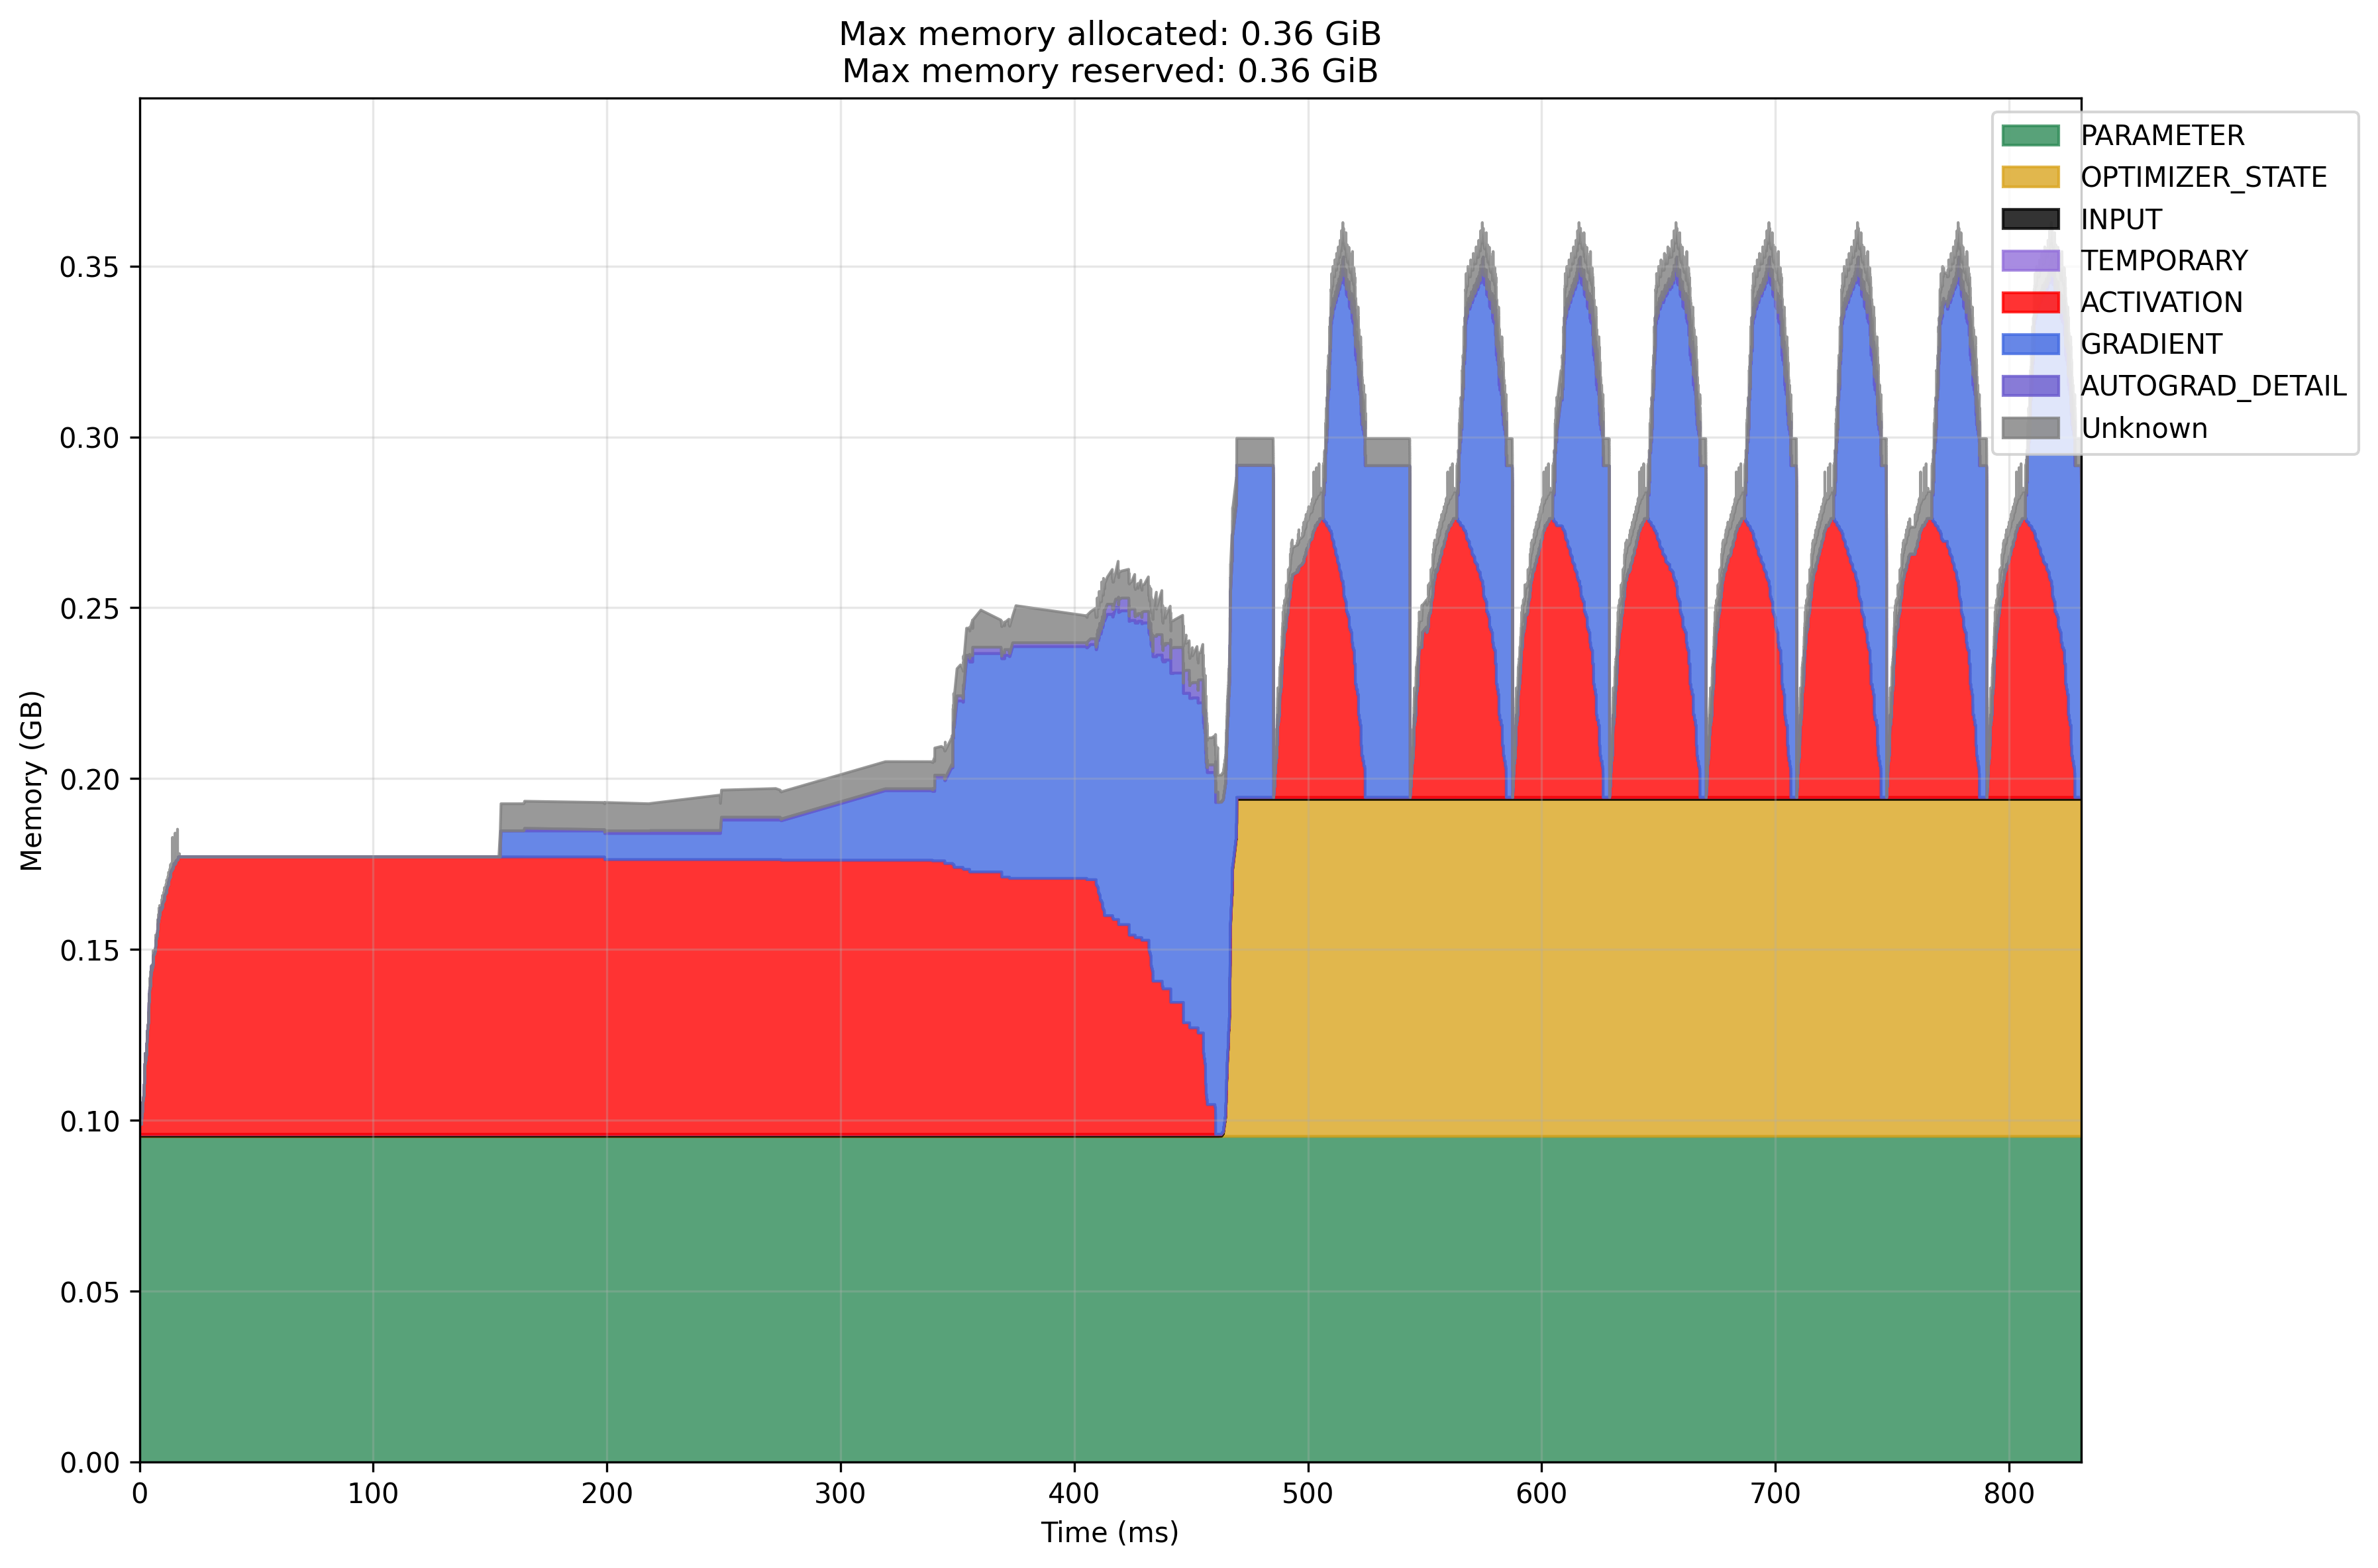 Max memory allocated: 0.36 GiB
Max memory reserved: 0.36 GiB
PARAMETER
OPTIMIZER_STATE
INPUT
TEMPORARY
ACTIVATION
GRADIENT
AUTOGRAD_DETAIL
Unknown
0.35
0.30
0.25
0.20
0.15
0.10
0.05
0.00
Memory (GB)
0 100 200 300 400 500 600 700 800
Time (ms)